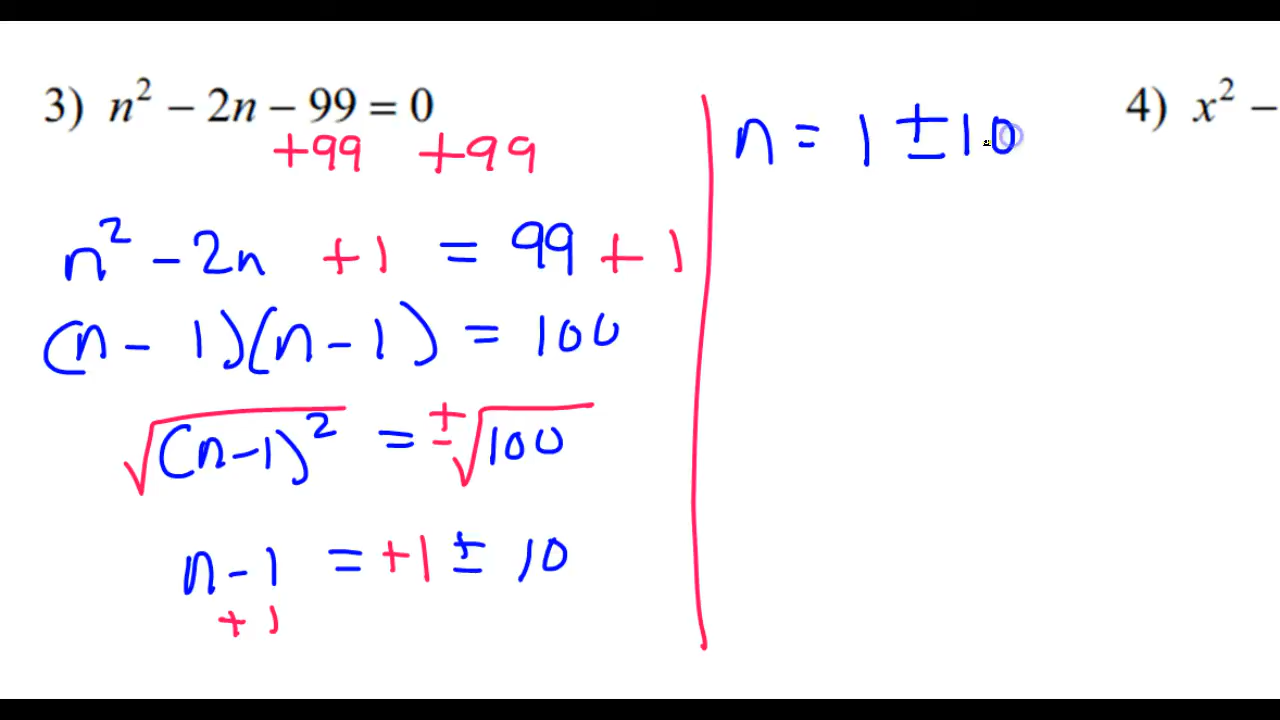 3) n² − 2n − 99 = 0
+99 +99
n² - 2n +1 = 99 + 1
(n - 1)(n - 1) = 100
√(n-1)² = ±√100
n - 1 = +1 ± 10
+ 1
n = 1 ± 10
4) x² −